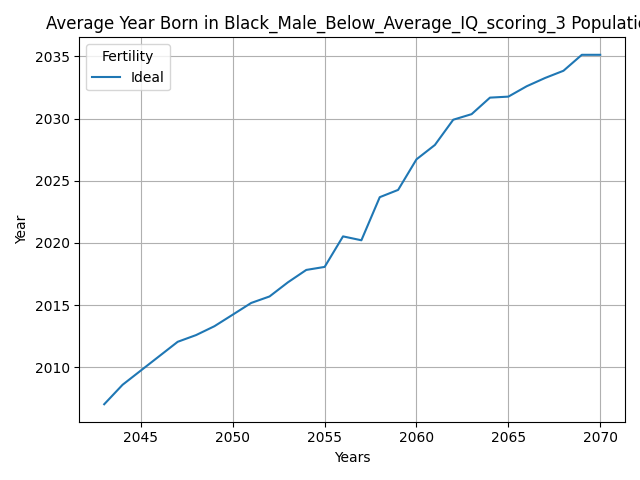 Average Year Born in Black_Male_Below_Average_IQ_scoring_3 Populatio
Fertility
Ideal
Year
2035
2030
2025
2020
2015
2010
2045 2050 2055 2060 2065 2070
Years